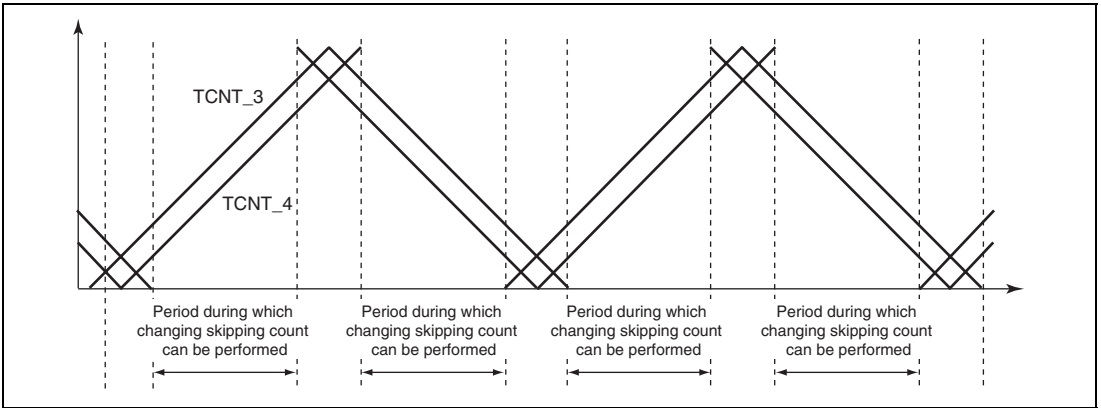 TCNT_3
TCNT_4
Period during which
changing skipping count
can be performed
Period during which
changing skipping count
can be performed
Period during which
changing skipping count
can be performed
Period during which
changing skipping count
can be performed